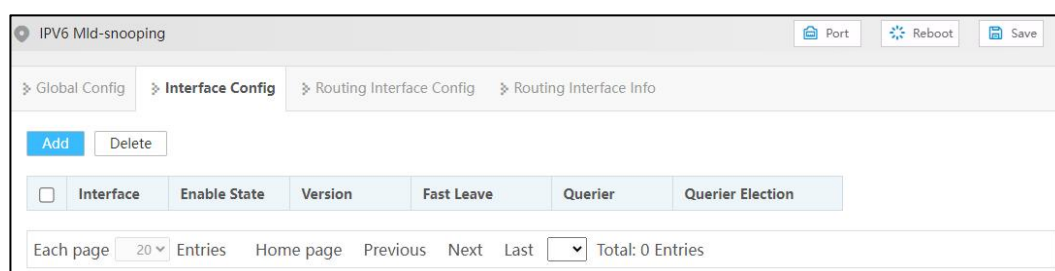 IPV6 Mld-snooping Port Reboot Save
Global Config Interface Config Routing Interface Config Routing Interface Info
Add Delete
Interface Enable State Version Fast Leave Querier Querier Election
Each page 20 Entries Home page Previous Next Last Total: 0 Entries